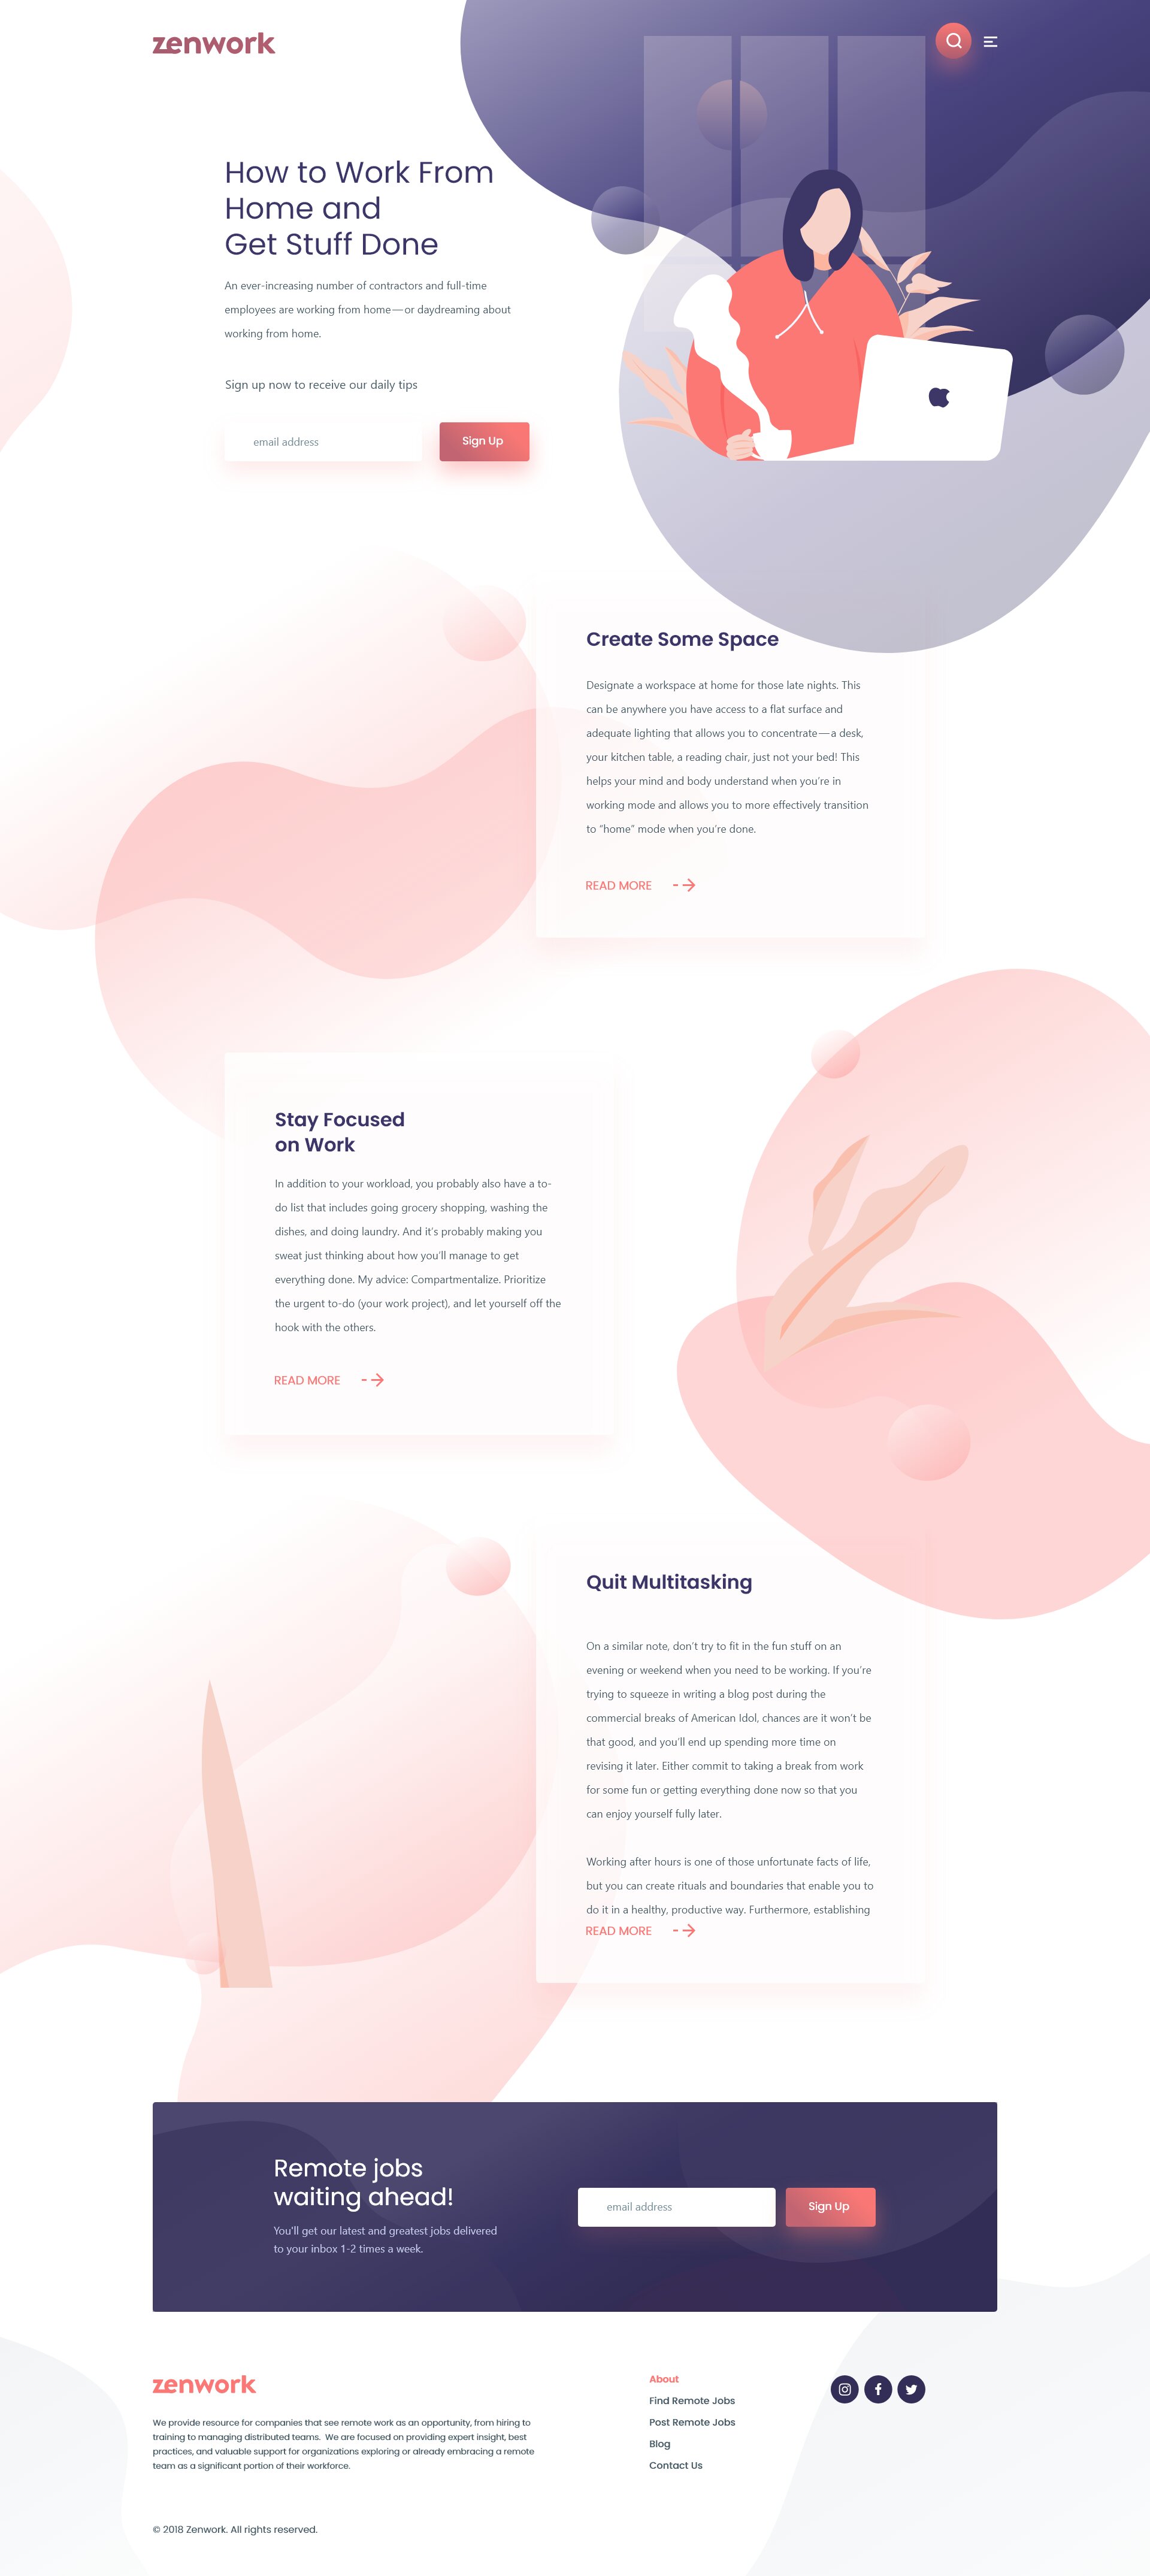 zenwork
How to Work From
Home and
Get Stuff Done
An ever-increasing number of contractors and full-time
employees are working from home—or daydreaming about
working from home.
Sign up now to receive our daily tips
email address
Sign Up
Create Some Space
Designate a workspace at home for those late nights. This
can be anywhere you have access to a flat surface and
adequate lighting that allows you to concentrate—a desk,
your kitchen table, a reading chair, just not your bed! This
helps your mind and body understand when you're in
working mode and allows you to more effectively transition
to "home" mode when you're done.
READ MORE
Stay Focused
on Work
In addition to your workload, you probably also have a to-
do list that includes going grocery shopping, washing the
dishes, and doing laundry. And it's probably making you
sweat just thinking about how you'll manage to get
everything done. My advice: Compartmentalize. Prioritize
the urgent to-do (your work project), and let yourself off the
hook with the others.
READ MORE
Quit Multitasking
On a similar note, don't try to fit in the fun stuff on an
evening or weekend when you need to be working. If you're
trying to squeeze in writing a blog post during the
commercial breaks of American Idol, chances are it won't be
that good, and you'll end up spending more time on
revising it later. Either commit to taking a break from work
for some fun or getting everything done now so that you
can enjoy yourself fully later.
Working after hours is one of those unfortunate facts of life,
but you can create rituals and boundaries that enable you to
do it in a healthy, productive way. Furthermore, establishing
READ MORE
Remote jobs
waiting ahead!
You'll get our latest and greatest jobs delivered
to your inbox 1-2 times a week.
email address
Sign Up
zenwork
We provide resource for companies that see remote work as an opportunity, from hiring to
training to managing distributed teams. We are focused on providing expert insight, best
practices, and valuable support for organizations exploring or already embracing a remote
team as a significant portion of their workforce.
About
Find Remote Jobs
Post Remote Jobs
Blog
Contact Us
© 2018 Zenwork. All rights reserved.